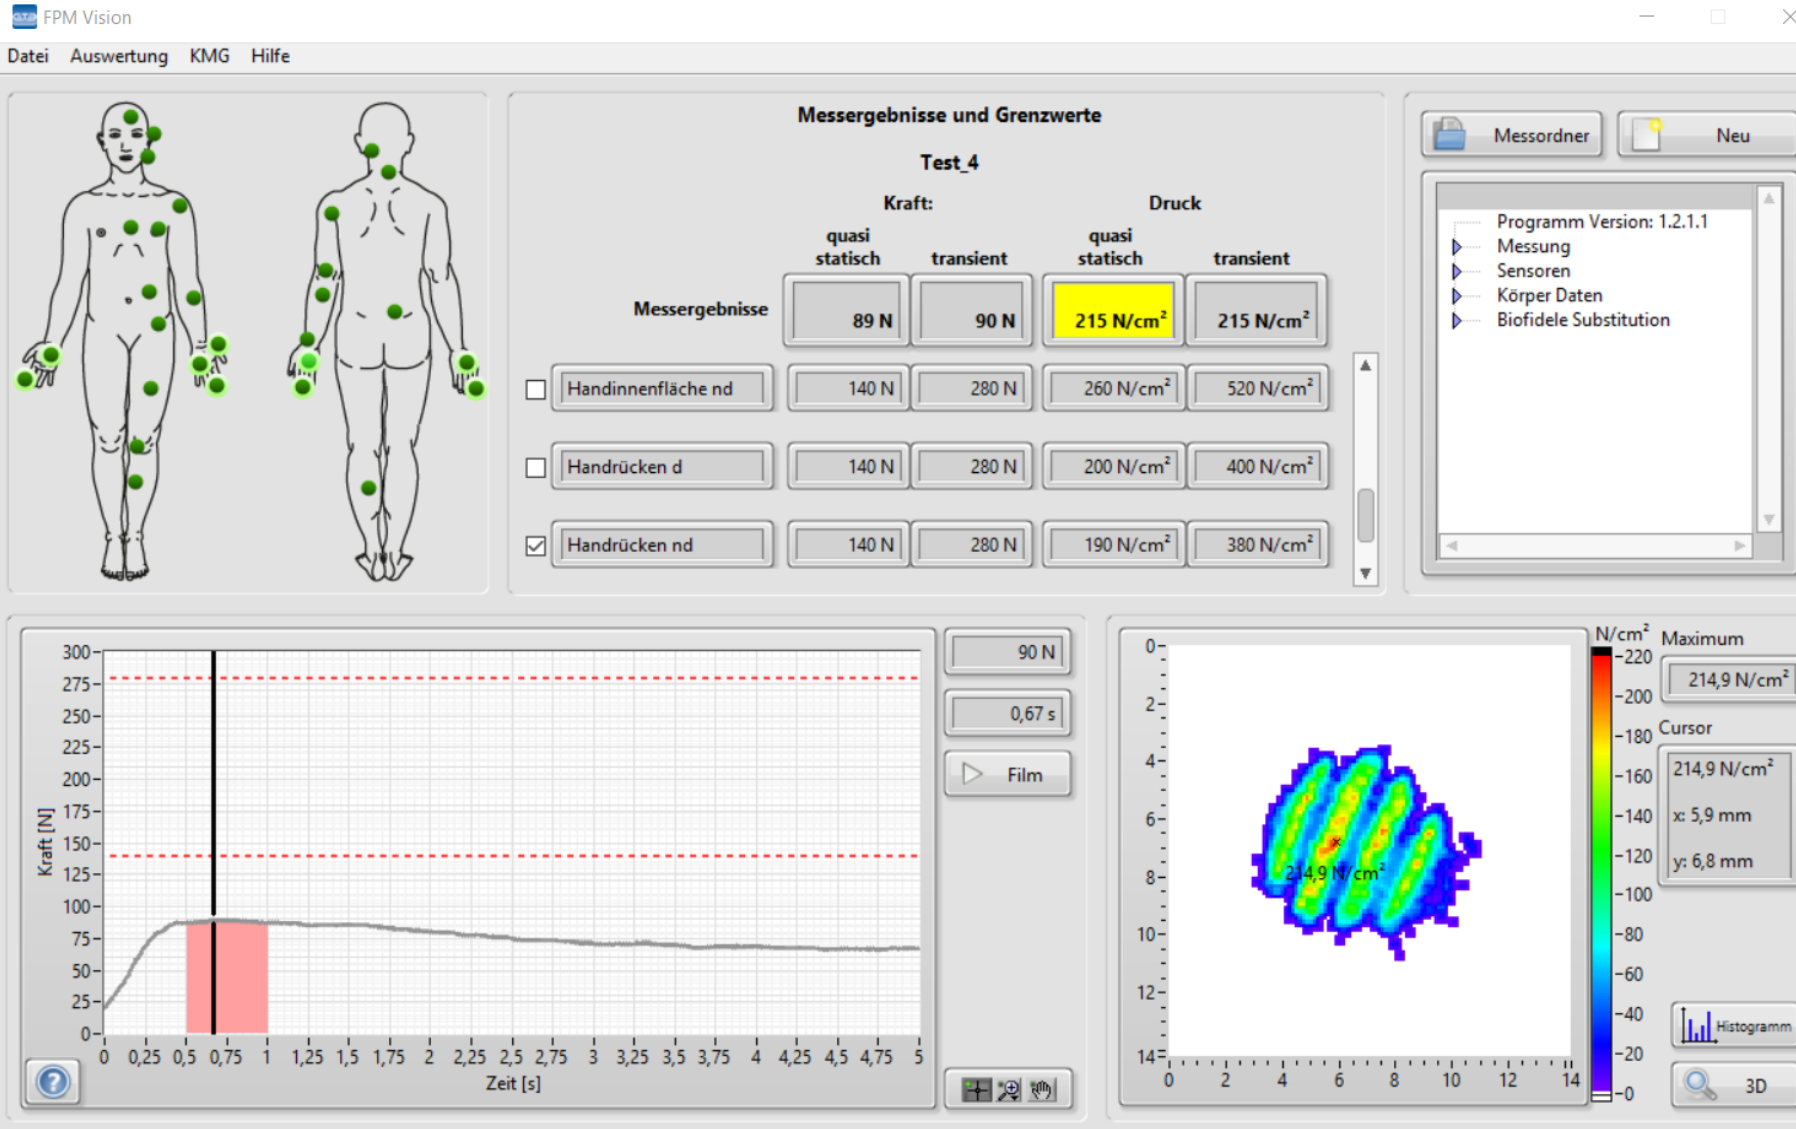 FPM Vision
Datei Auswertung KMG Hilfe
Messergebnisse und Grenzwerte
Test_4
Kraft: Druck
quasi statisch transient quasi statisch transient
Messergebnisse 89 N 90 N 215 N/cm² 215 N/cm²
Handinnenfläche nd 140 N 280 N 260 N/cm² 520 N/cm²
Handrücken d 140 N 280 N 200 N/cm² 400 N/cm²
Handrücken nd 140 N 280 N 190 N/cm² 380 N/cm²
Messordner Neu
Programm Version: 1.2.1.1
Messung
Sensoren
Körper Daten
Biofidele Substitution
Kraft [N]
300
275
250
225
200
175
150
125
100
75
50
25
0
0 0,25 0,5 0,75 1 1,25 1,5 1,75 2 2,25 2,5 2,75 3 3,25 3,5 3,75 4 4,25 4,5 4,75 5
Zeit [s]
90 N
0,67 s
Film
0
2
4
6
8
10
12
14
0 2 4 6 8 10 12 14
214,9 N/cm²
N/cm²
220
200
180
160
140
120
100
80
60
40
20
0
Maximum
214,9 N/cm²
Cursor
214,9 N/cm²
x: 5,9 mm
y: 6,8 mm
Histogramm
3D